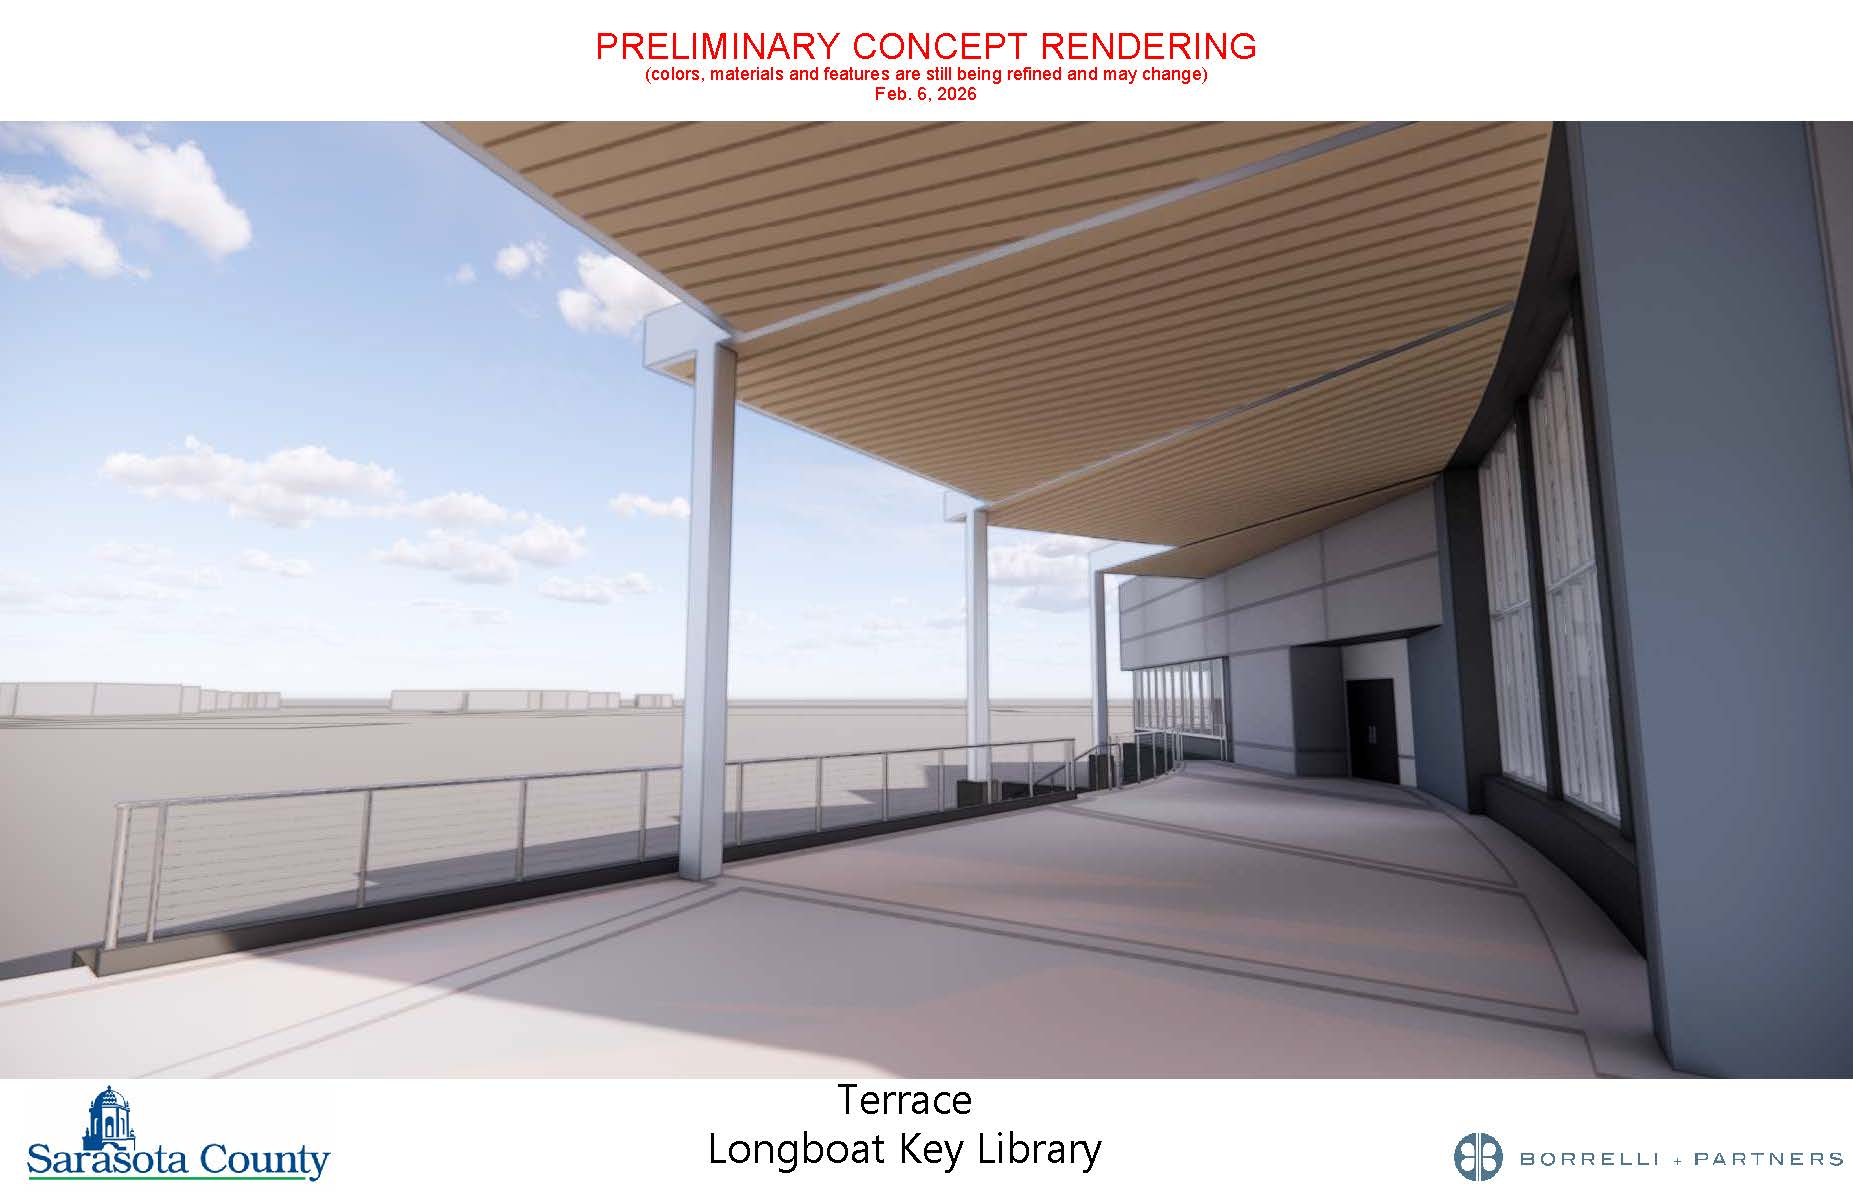 PRELIMINARY CONCEPT RENDERING
(colors, materials and features are still being refined and may change)
Feb. 6, 2026
Terrace
Longboat Key Library
Sarasota County
BORRELLI + PARTNERS